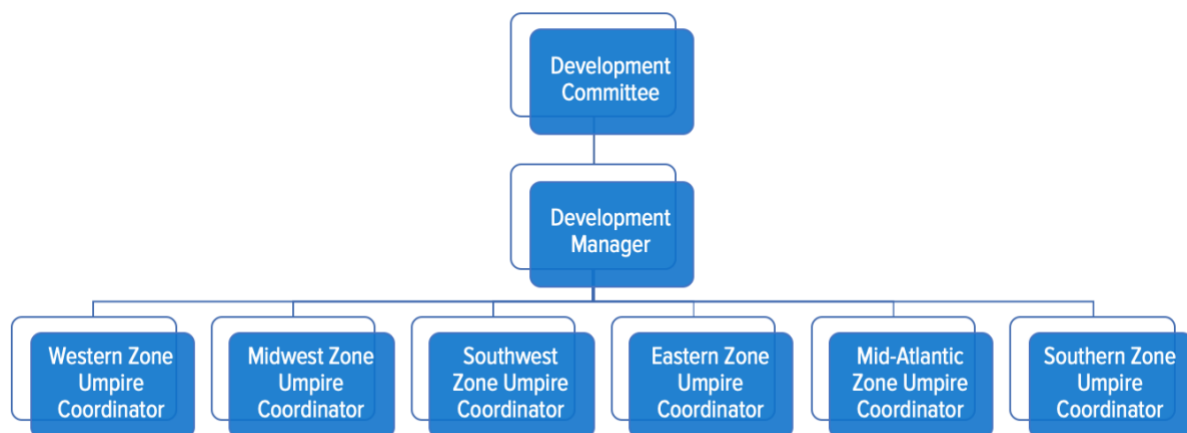 Development
Committee
Development
Manager
Western Zone
Umpire
Coordinator
Midwest Zone
Umpire
Coordinator
Southwest
Zone Umpire
Coordinator
Eastern Zone
Umpire
Coordinator
Mid-Atlantic
Zone Umpire
Coordinator
Southern Zone
Umpire
Coordinator